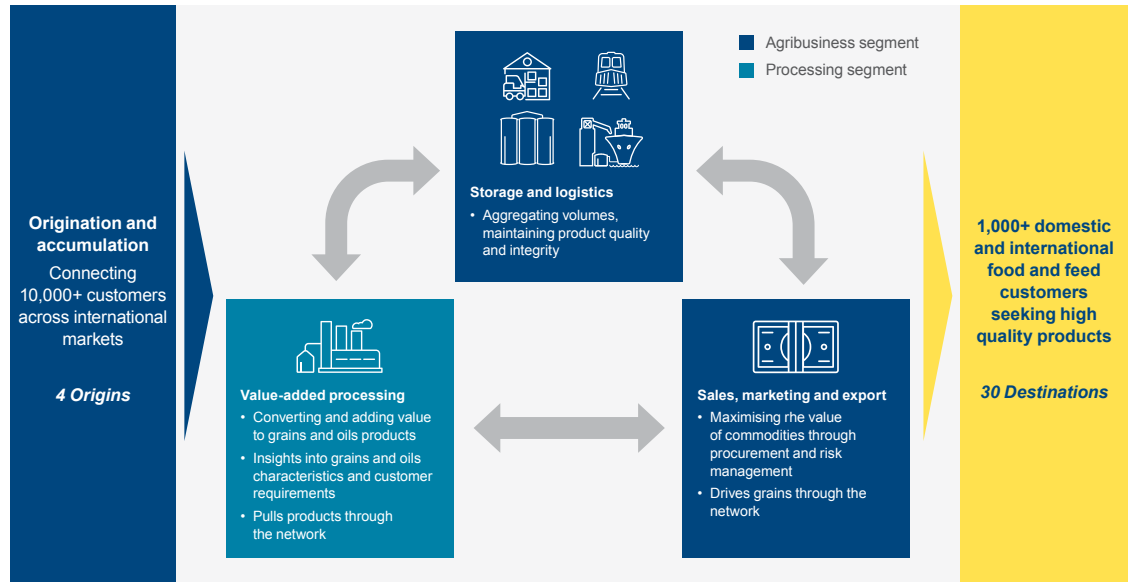 Agribusiness segment
Processing segment
Origination and
accumulation
Connecting
10,000+ customers
across international
markets
4 Origins
Storage and logistics
• Aggregating volumes,
maintaining product quality
and integrity
Value-added processing
• Converting and adding value
to grains and oils products
• Insights into grains and oils
characteristics and customer
requirements
• Pulls products through
the network
Sales, marketing and export
• Maximising rhe value
of commodities through
procurement and risk
management
• Drives grains through the
network
1,000+ domestic
and international
food and feed
customers
seeking high
quality products
30 Destinations